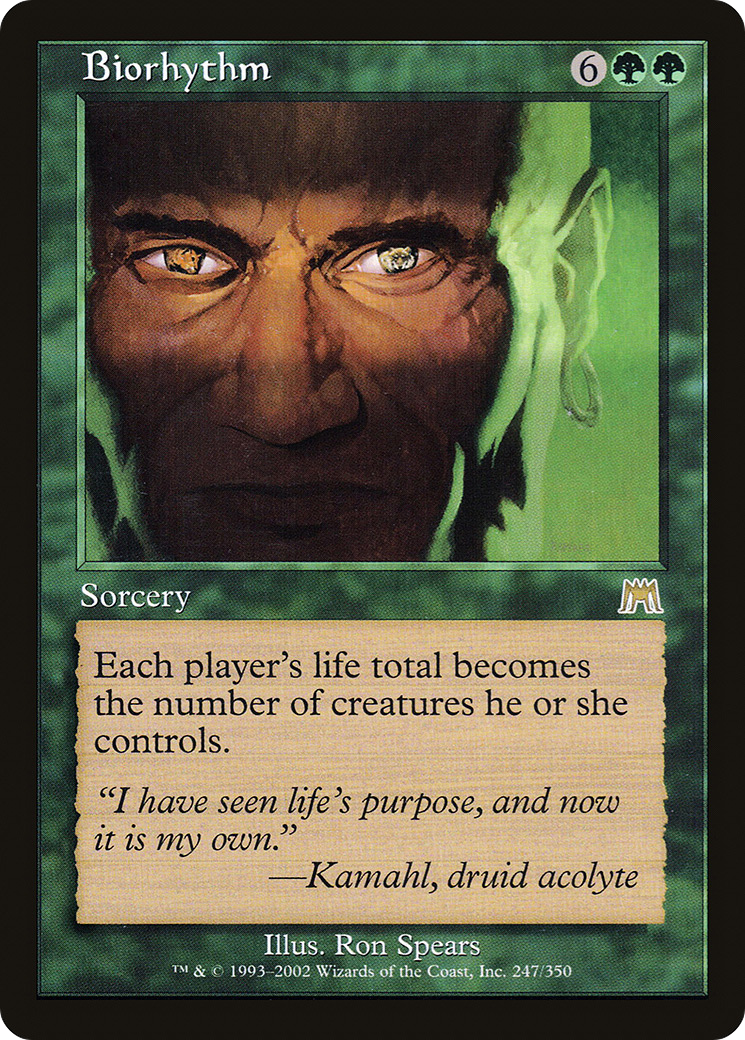 Biorhythm 6
Sorcery
Each player's life total becomes
the number of creatures he or she
controls.
“I have seen life's purpose, and now
it is my own.”
—Kamahl, druid acolyte
Illus. Ron Spears
™ & © 1993–2002 Wizards of the Coast, Inc. 247/350